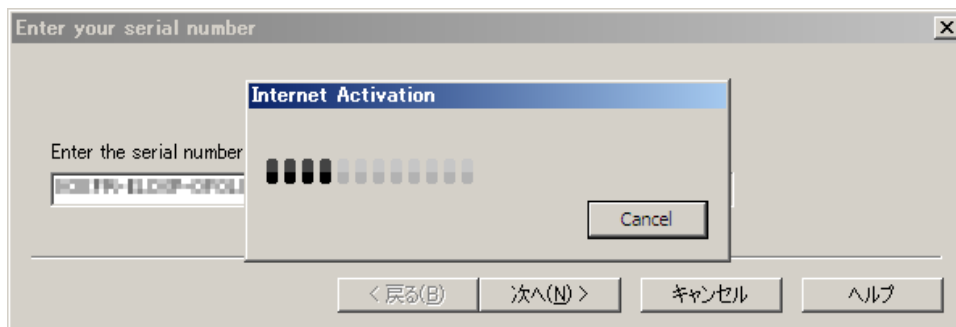 Enter your serial number
Internet Activation
Enter the serial number
Cancel
< 戻る(B)
次へ(N) >
キャンセル
ヘルプ